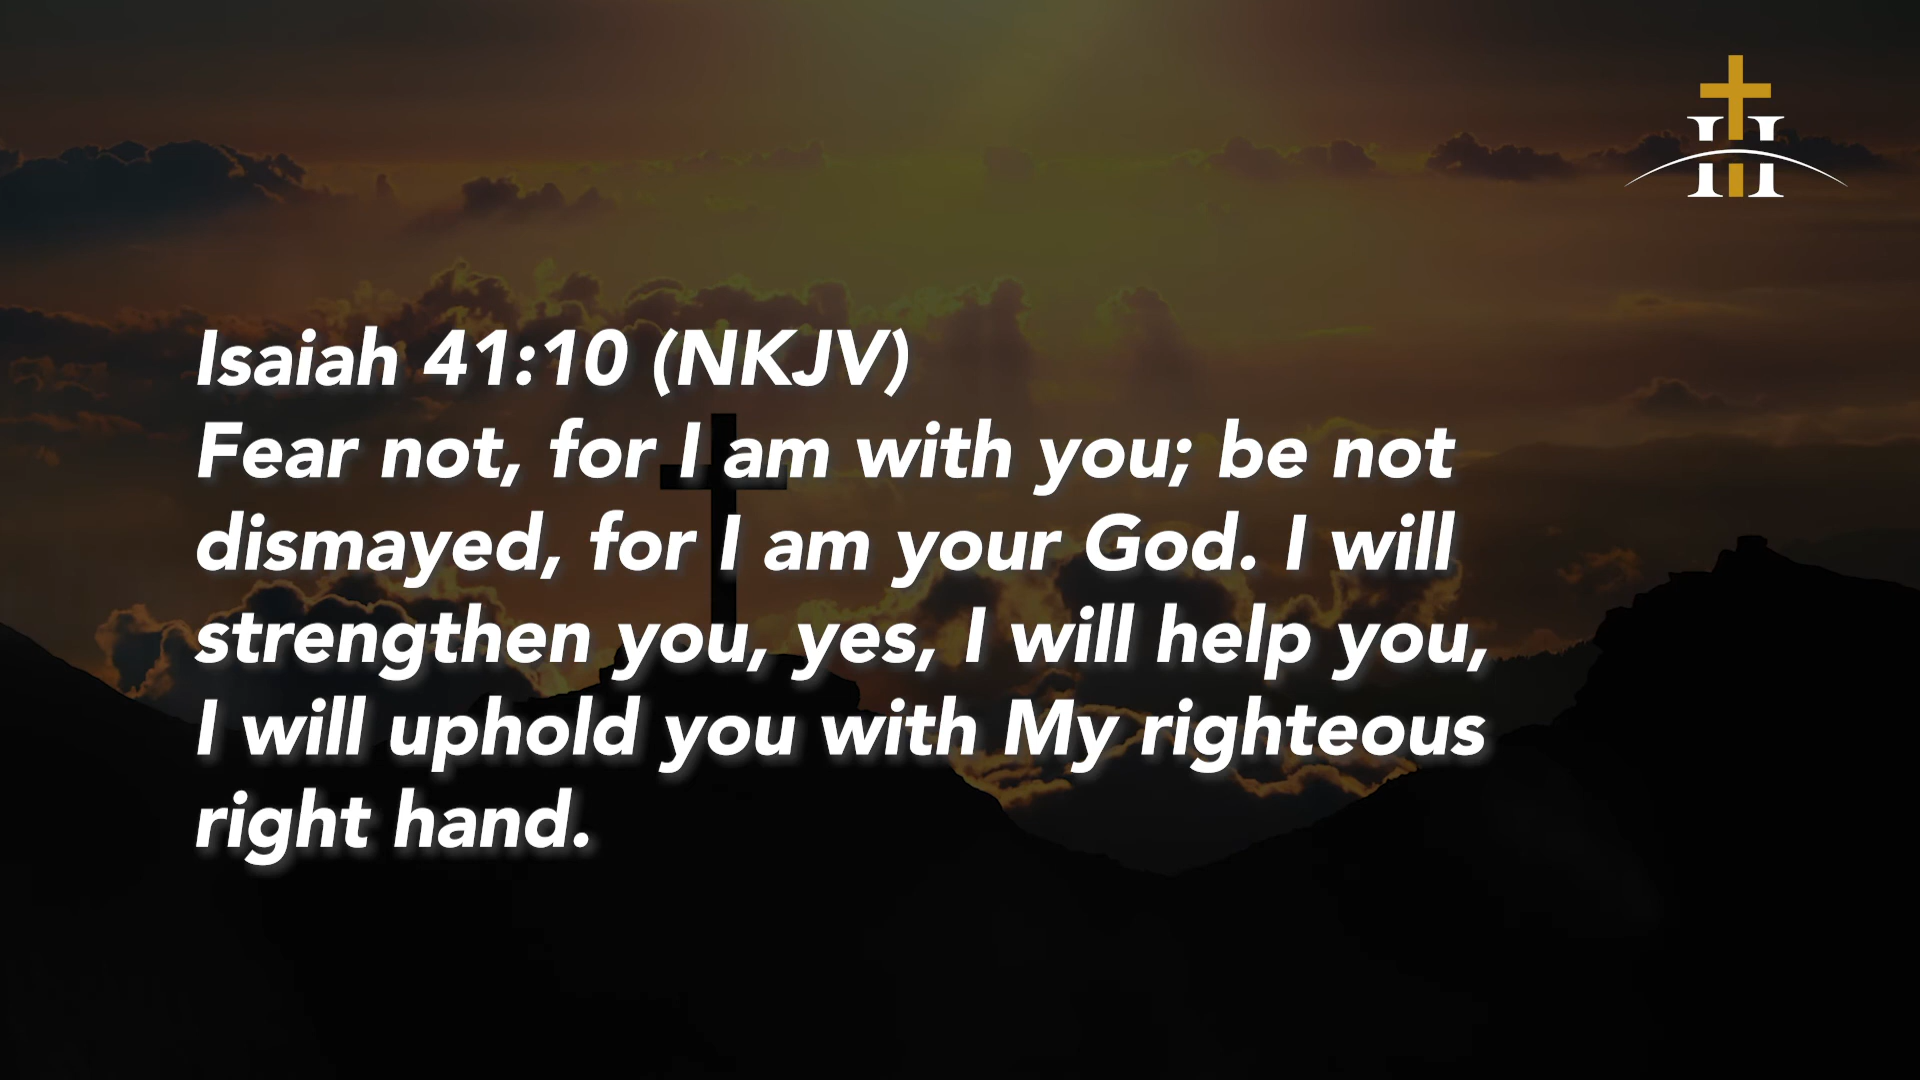 Isaiah 41:10 (NKJV)
Fear not, for I am with you; be not
dismayed, for I am your God. I will
strengthen you, yes, I will help you,
I will uphold you with My righteous
right hand.